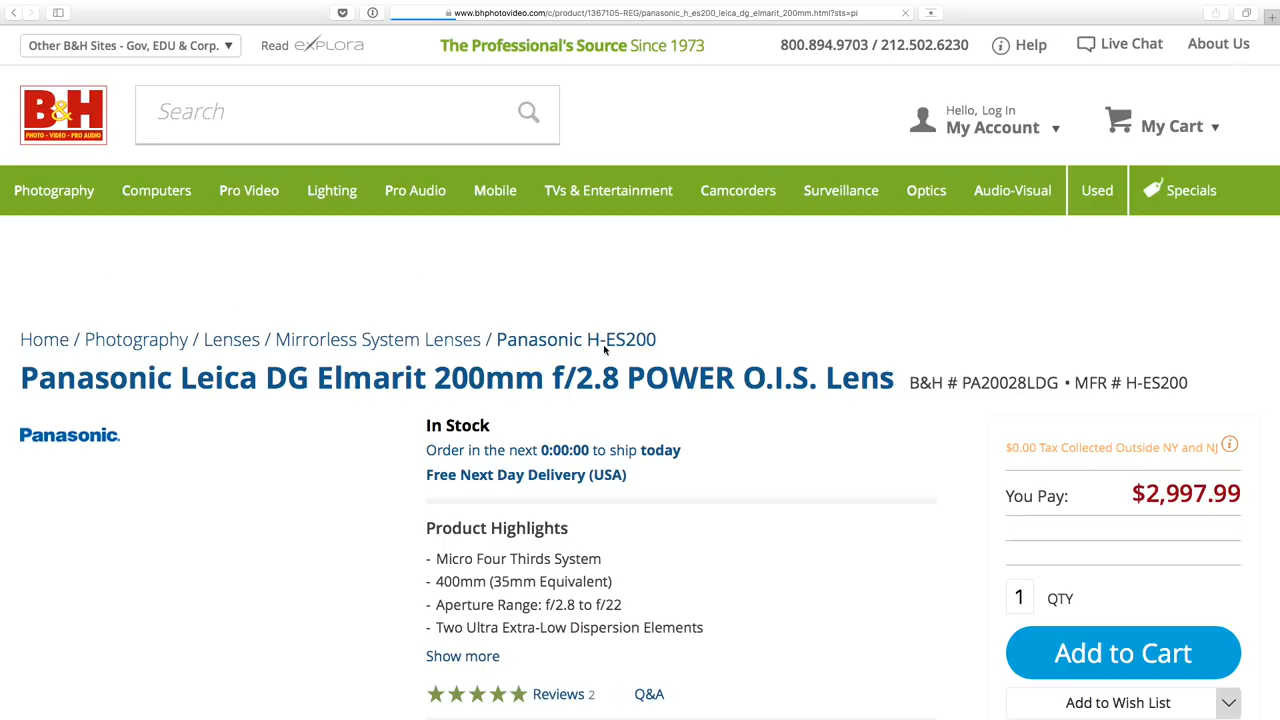 www.bhphotovideo.com/c/product/1367105-REG/panasonic_h_es200_leica_dg_elmarit_200mm.html?sts=pi
Other B&H Sites - Gov, EDU & Corp. ▼
Read explora
The Professional's Source Since 1973
800.894.9703 / 212.502.6230
Help
Live Chat
About Us
B&H
PHOTO - VIDEO - PRO AUDIO
Search
Hello, Log In
My Account ▼
My Cart ▼
Photography
Computers
Pro Video
Lighting
Pro Audio
Mobile
TVs & Entertainment
Camcorders
Surveillance
Optics
Audio-Visual
Used
Specials
Home / Photography / Lenses / Mirrorless System Lenses / Panasonic H-ES200
Panasonic Leica DG Elmarit 200mm f/2.8 POWER O.I.S. Lens B&H # PA20028LDG • MFR # H-ES200
Panasonic
In Stock
Order in the next 0:00:00 to ship today
Free Next Day Delivery (USA)
Product Highlights
- Micro Four Thirds System
- 400mm (35mm Equivalent)
- Aperture Range: f/2.8 to f/22
- Two Ultra Extra-Low Dispersion Elements
Show more
Reviews 2
Q&A
$0.00 Tax Collected Outside NY and NJ
You Pay: $2,997.99
1 QTY
Add to Cart
Add to Wish List